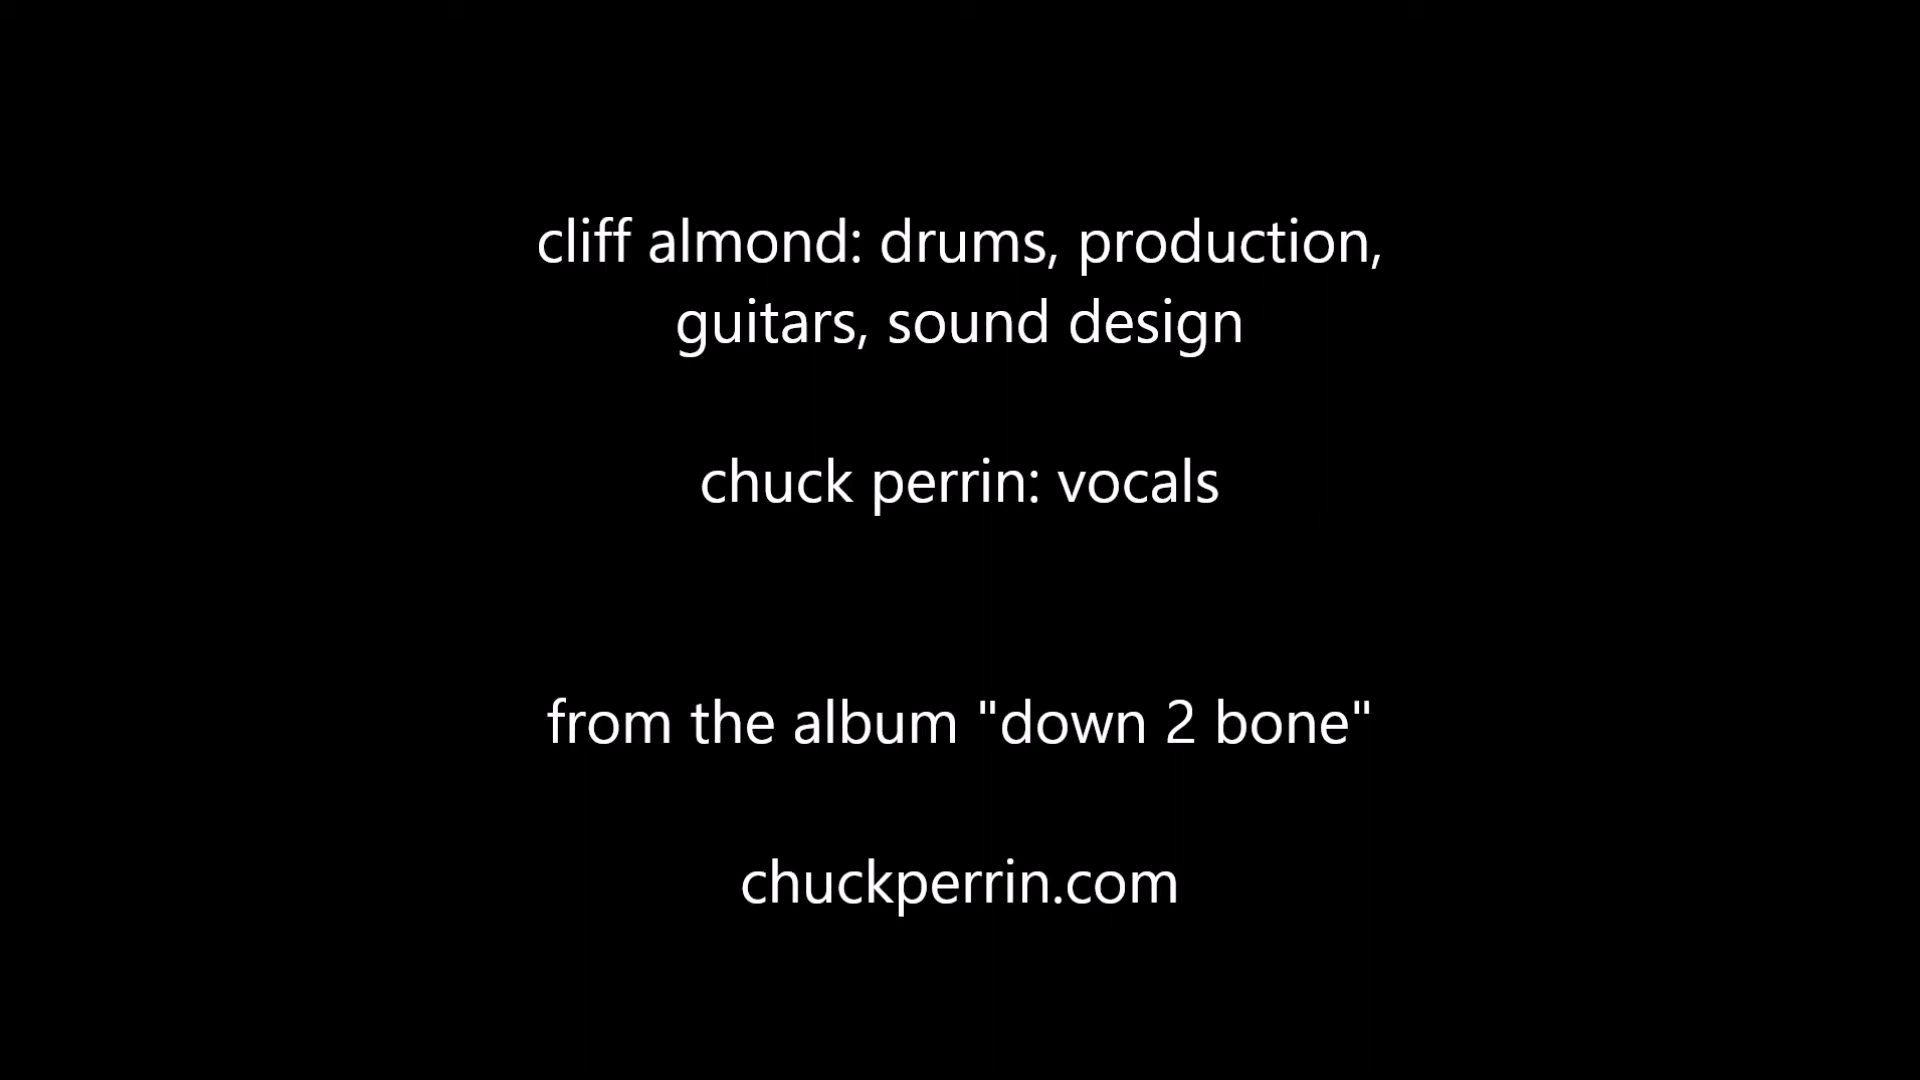 cliff almond: drums, production,
guitars, sound design
chuck perrin: vocals
from the album "down 2 bone"
chuckperrin.com